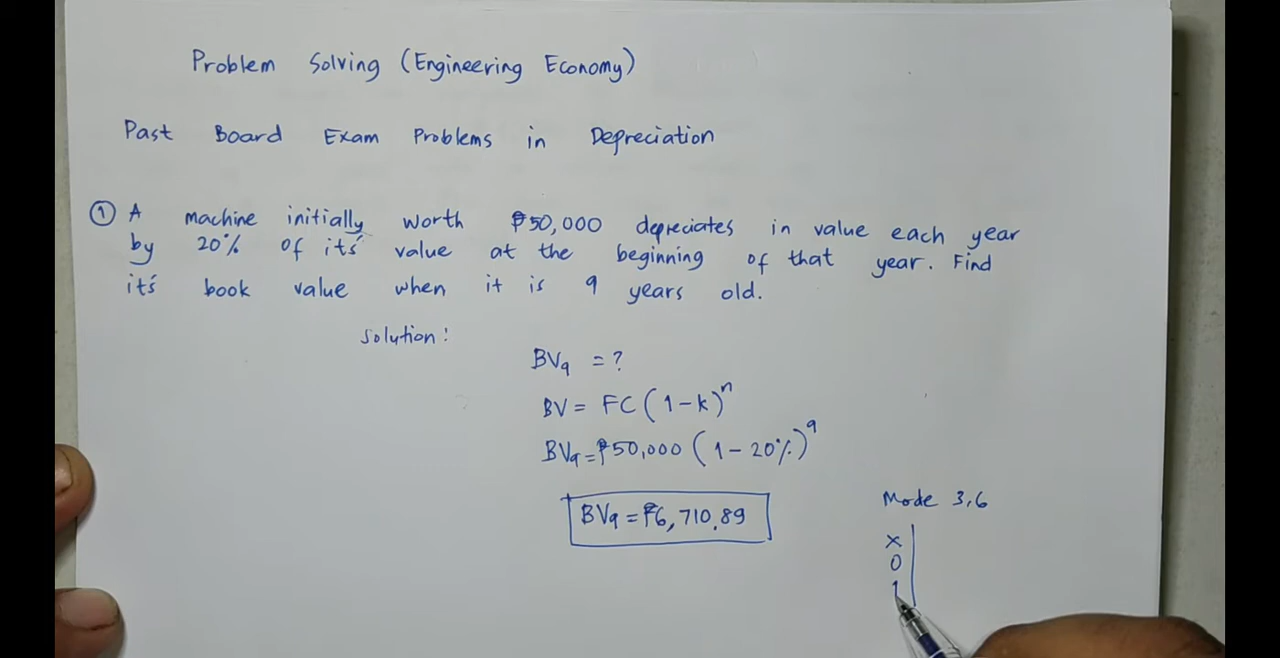 Problem Solving (Engineering Economy)
Past Board Exam Problems in Depreciation
① A machine initially worth ₱50,000 depreciates in value each year
by 20% of it's value at the beginning of that year. Find
it's book value when it is 9 years old.
Solution:
BV₉ = ?
BV = FC(1-k)ⁿ
BV₉=₱50,000 (1-20%)⁹
BV₉=₱6,710.89
Mode 3,6
x
0
1